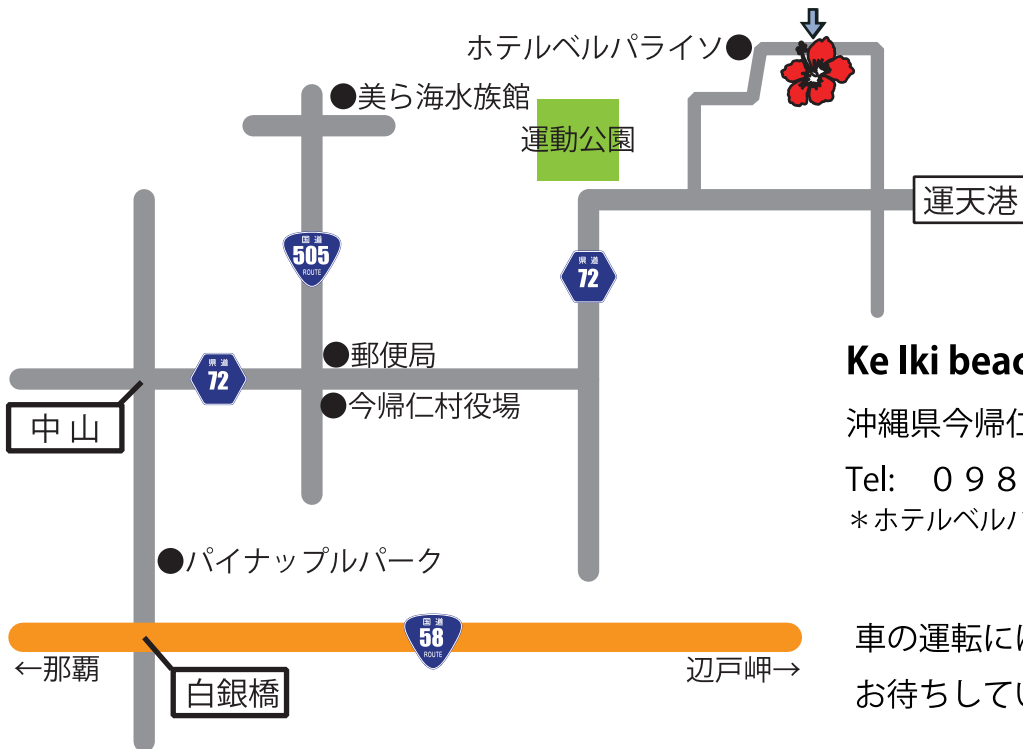 ホテルベルパライソ
美ら海水族館
運動公園
運天港
国道
505
ROUTE
県道
72
郵便局
県道
72
今帰仁村役場
中山
Ke Iki beac
沖縄県今帰仁
Tel: ０９８
＊ホテルベルパ
パイナップルパーク
国道
58
ROUTE
←那覇
辺戸岬→
白銀橋
車の運転には
お待ちしてい